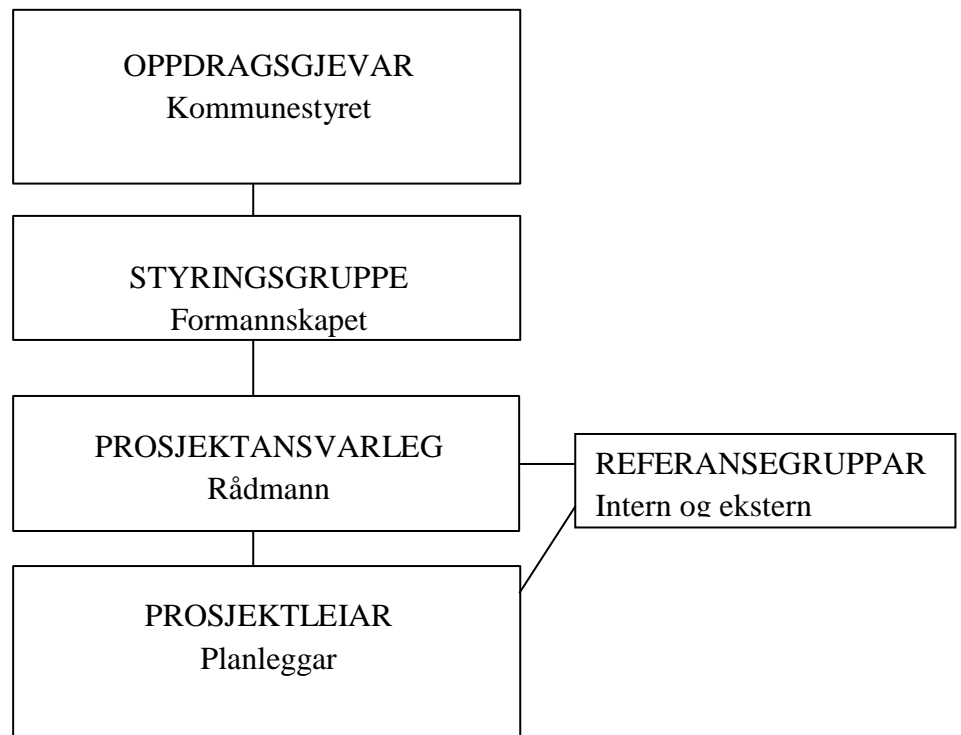 OPPDRAGSGJEVAR
Kommunestyret
STYRINGSGRUPPE
Formannskapet
PROSJEKTANSVARLEG
Rådmann
REFERANSEGRUPPAR
Intern og ekstern
PROSJEKTLEIAR
Planleggar